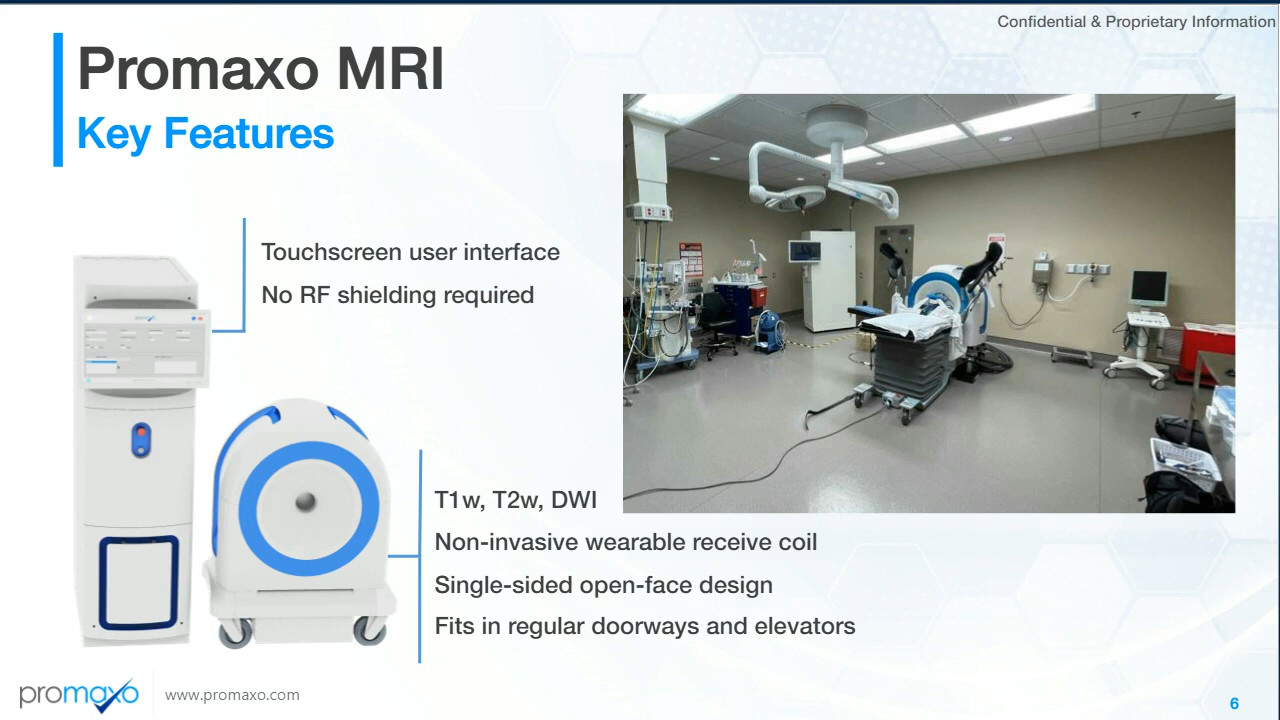 Confidential & Proprietary Information
Promaxo MRI
Key Features
Touchscreen user interface
No RF shielding required
T1w, T2w, DWI
Non-invasive wearable receive coil
Single-sided open-face design
Fits in regular doorways and elevators
promaxo
www.promaxo.com
6